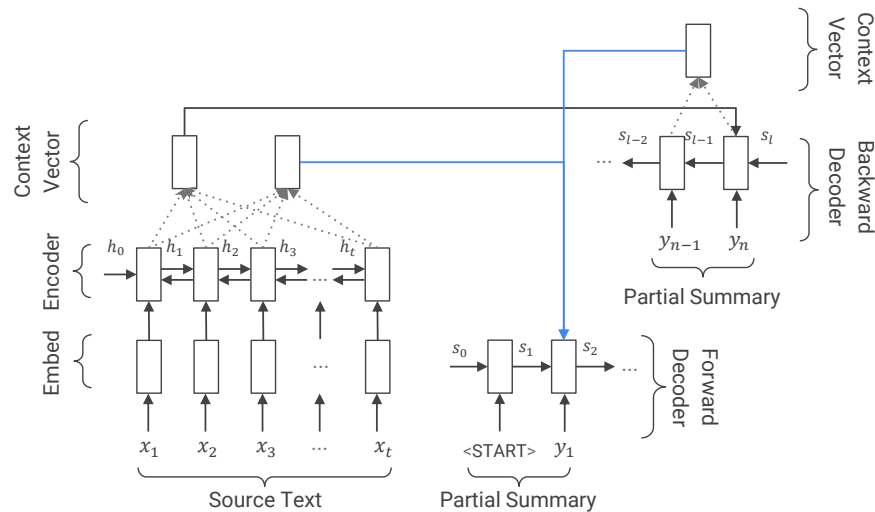 Context
Vector
s_{l-2}
s_{l-1}
s_l
...
Backward
Decoder
y_{n-1}
y_n
Partial Summary
Context
Vector
Encoder
h_0
h_1
h_2
h_3
h_t
...
Embed
...
x_1
x_2
x_3
...
x_t
Source Text
s_0
s_1
s_2
...
Forward
Decoder
<START>
y_1
Partial Summary